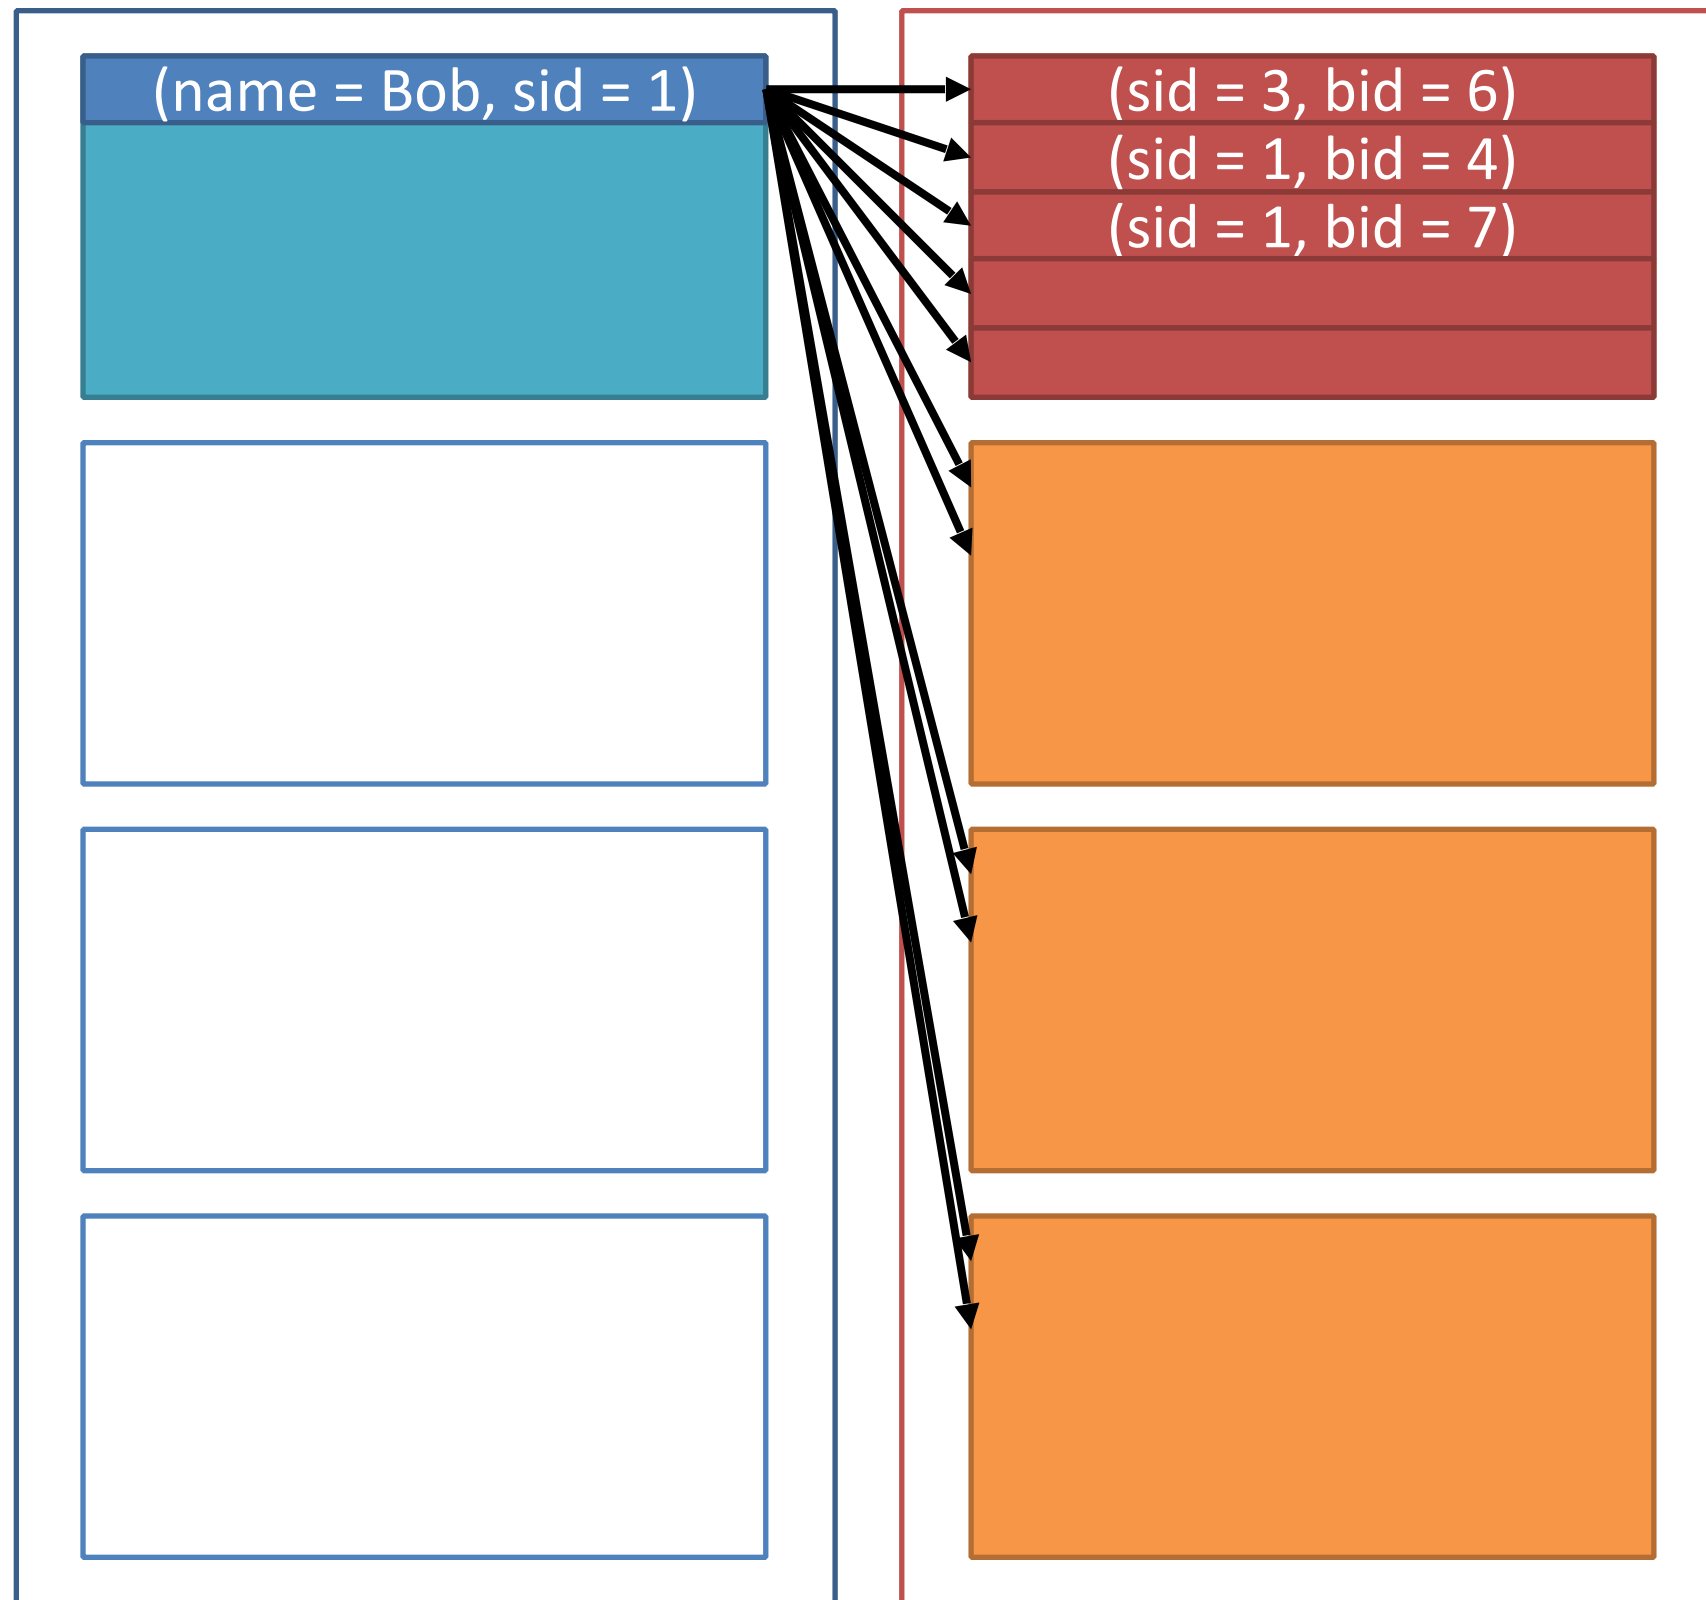 (name = Bob, sid = 1)
(sid = 3, bid = 6)
(sid = 1, bid = 4)
(sid = 1, bid = 7)